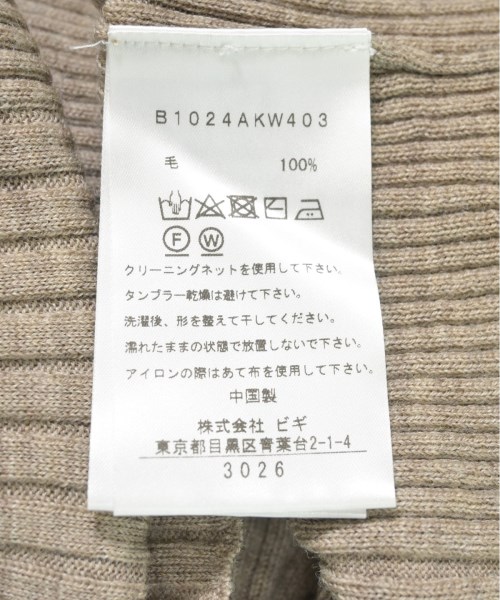 B1024AKW403
毛 100%
F W
クリーニングネットを使用して下さい。
タンブラー乾燥は避けて下さい。
洗濯後、形を整えて干してください。
濡れたままの状態で放置しないで下さい。
アイロンの際はあて布を使用して下さい。
中国製
株式会社 ビギ
東京都目黒区青葉台2-1-4
3026